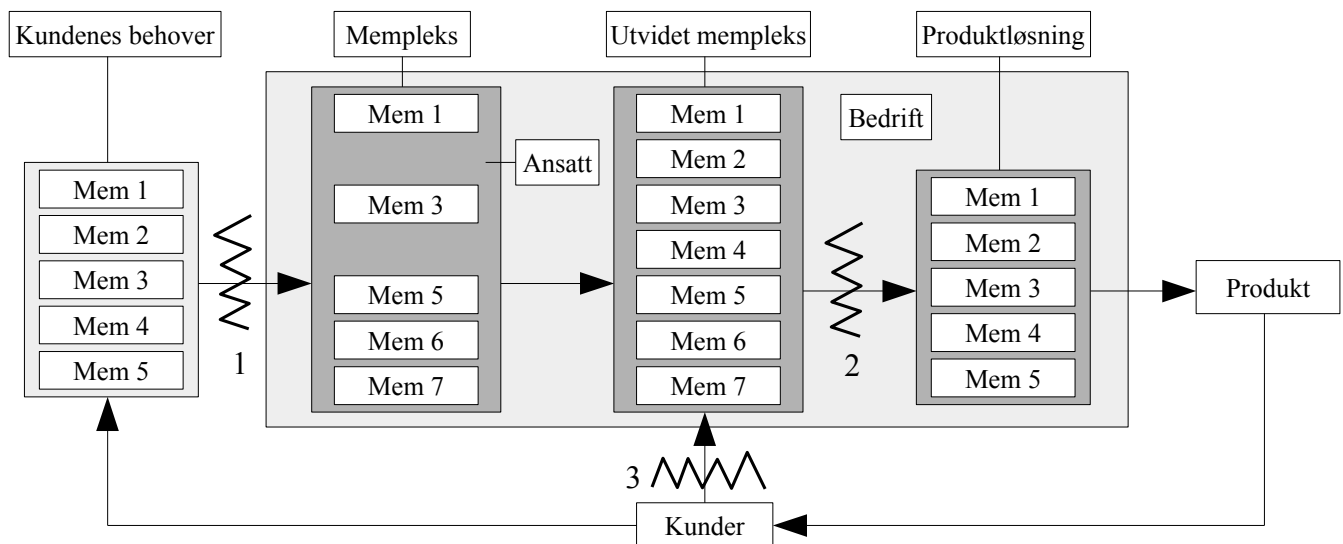 Kundenes behover
Mempleks
Utvidet mempleks
Produktløsning
Bedrift
Ansatt
Mem 1
Mem 2
Mem 3
Mem 4
Mem 5
1
Mem 1
Mem 3
Mem 5
Mem 6
Mem 7
Mem 1
Mem 2
Mem 3
Mem 4
Mem 5
Mem 6
Mem 7
2
Mem 1
Mem 2
Mem 3
Mem 4
Mem 5
Produkt
3
Kunder